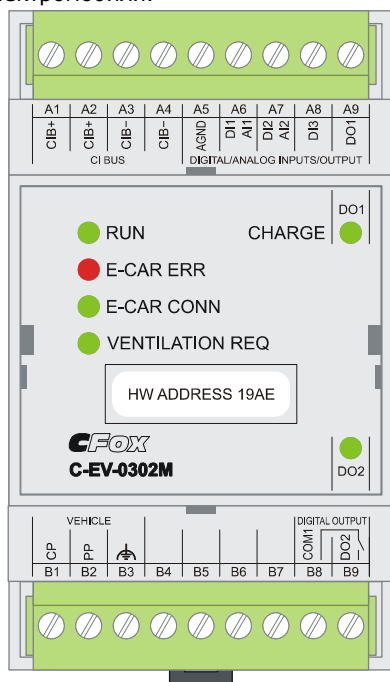 A1 A2 A3 A4 A5 A6 A7 A8 A9
CIB+ CIB+ CIB− CIB− AGND DI1 AI1 DI2 AI2 DI3 DO1
CI BUS DIGITAL/ANALOG INPUTS/OUTPUT
DO1
RUN CHARGE
E-CAR ERR
E-CAR CONN
VENTILATION REQ
HW ADDRESS 19AE
CFOX
C-EV-0302M
DO2
VEHICLE DIGITAL OUTPUT
CP PP COM1 DO2
B1 B2 B3 B4 B5 B6 B7 B8 B9